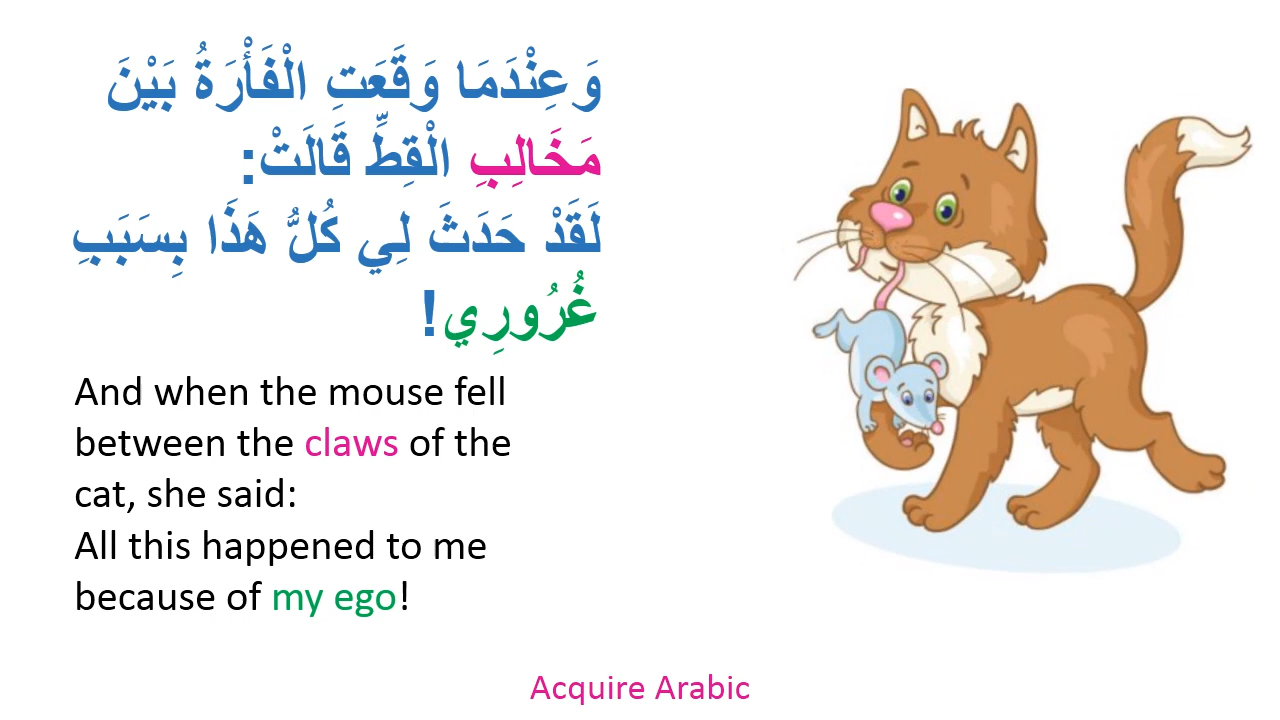 وَعِنْدَمَا وَقَعَتِ الْفَأْرَةُ بَيْنَ
مَخَالِبِ الْقِطِّ قَالَتْ:
لَقَدْ حَدَثَ لِي كُلُّ هَذَا بِسَبَبِ
غُرُورِي!
And when the mouse fell
between the claws of the
cat, she said:
All this happened to me
because of my ego!
Acquire Arabic